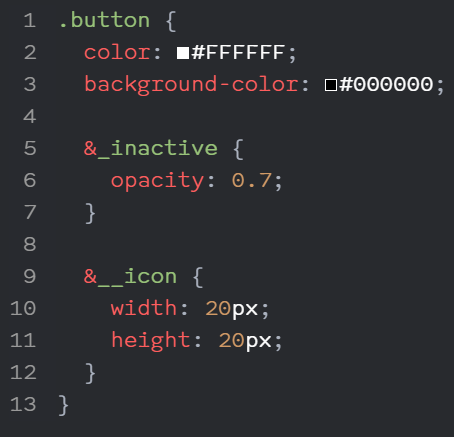 1 .button {
2   color: #FFFFFF;
3   background-color: #000000;
4
5   &_inactive {
6     opacity: 0.7;
7   }
8
9   &__icon {
10     width: 20px;
11     height: 20px;
12   }
13 }